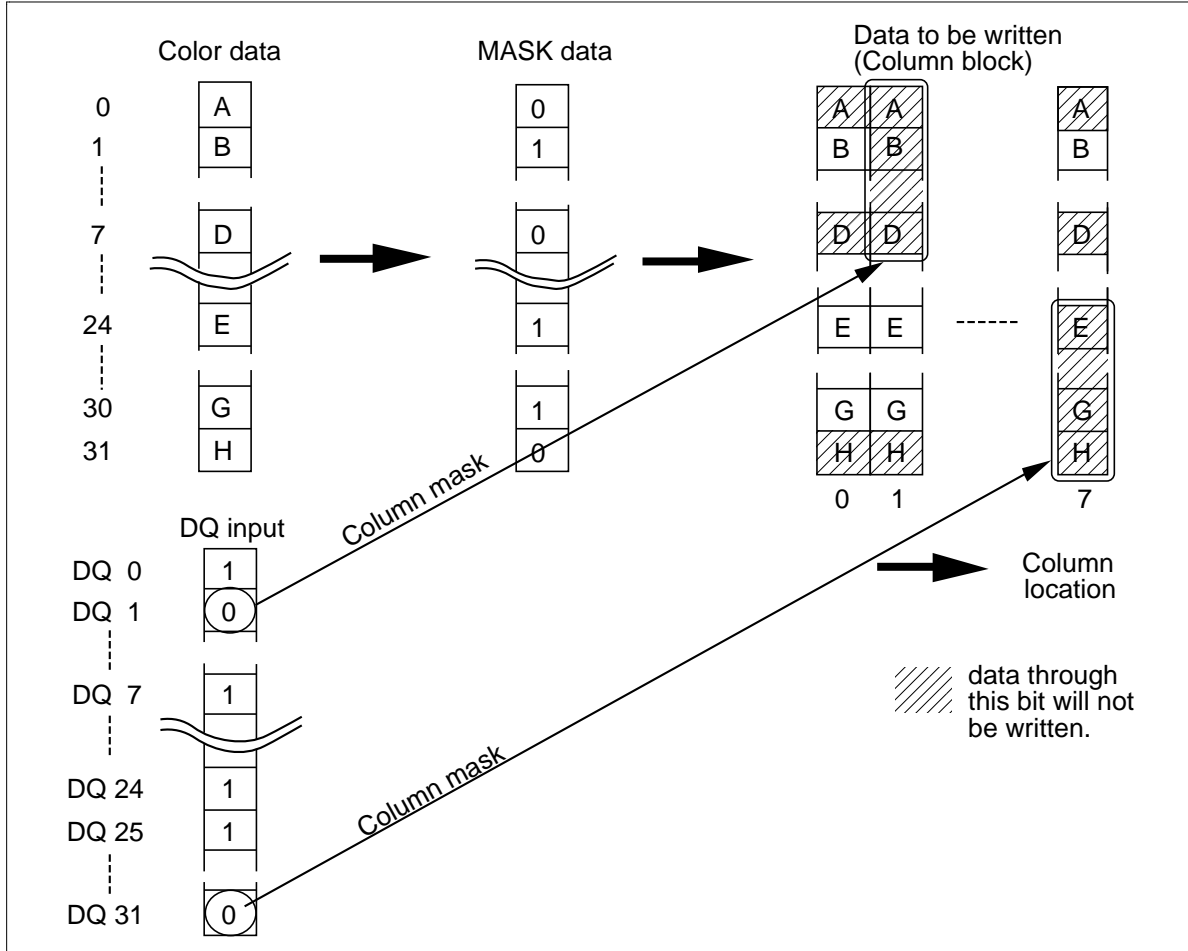 Color data
MASK data
Data to be written
(Column block)
0 A 0 A A A
1 B 1 B B B
7 D 0 D D D
24 E 1 E E E
30 G 1 G G G
31 H 0 H H H
0 1 7
Column mask
DQ input
DQ 0 1
DQ 1 0
Column
location
DQ 7 1
data through
this bit will not
be written.
Column mask
DQ 24 1
DQ 25 1
DQ 31 0